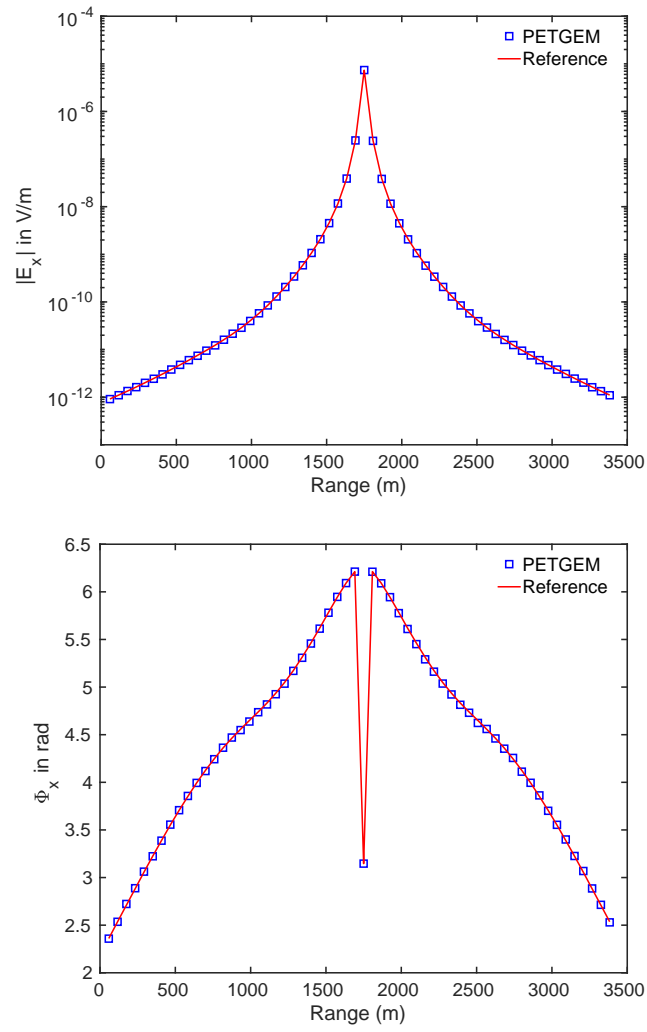 10^-4
10^-6
10^-8
10^-10
10^-12
|E_x| in V/m
PETGEM
Reference
0 500 1000 1500 2000 2500 3000 3500
Range (m)
6.5
6
5.5
5
4.5
4
3.5
3
2.5
2
Φ_x in rad
PETGEM
Reference
0 500 1000 1500 2000 2500 3000 3500
Range (m)